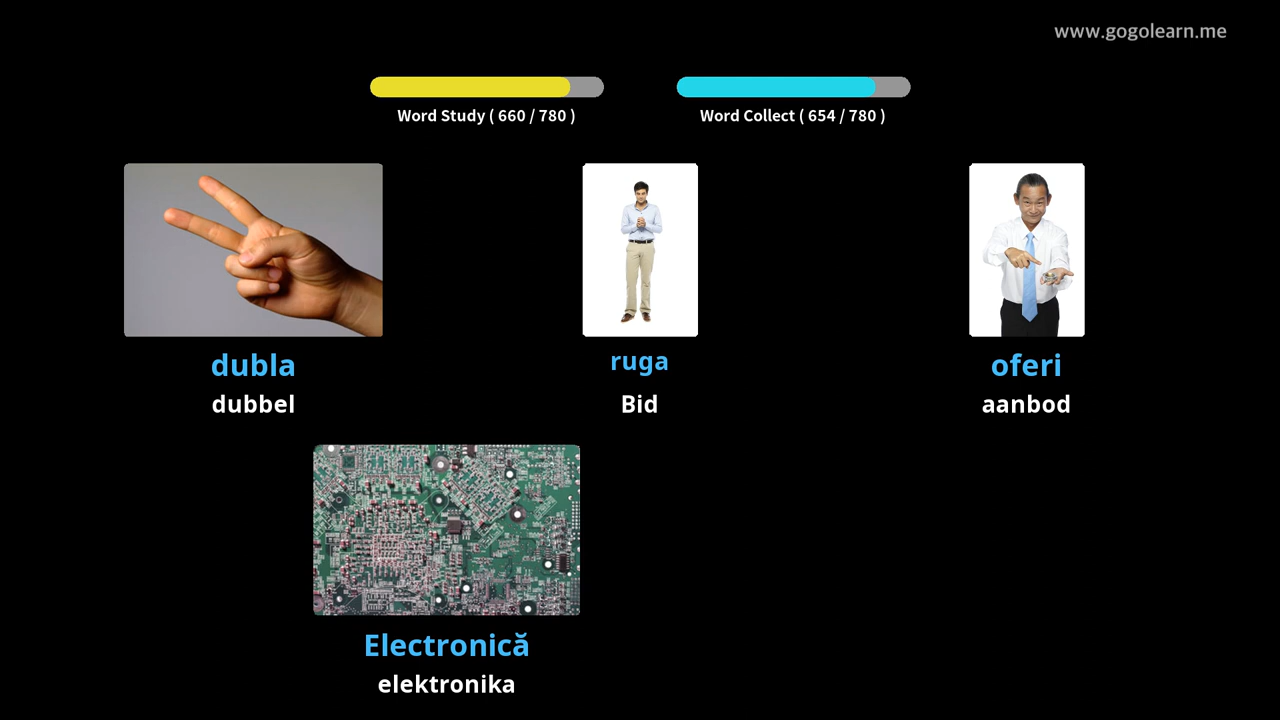 www.gogolearn.me
Word Study ( 660 / 780 )
Word Collect ( 654 / 780 )
dubla
dubbel
ruga
Bid
oferi
aanbod
Electronică
elektronika